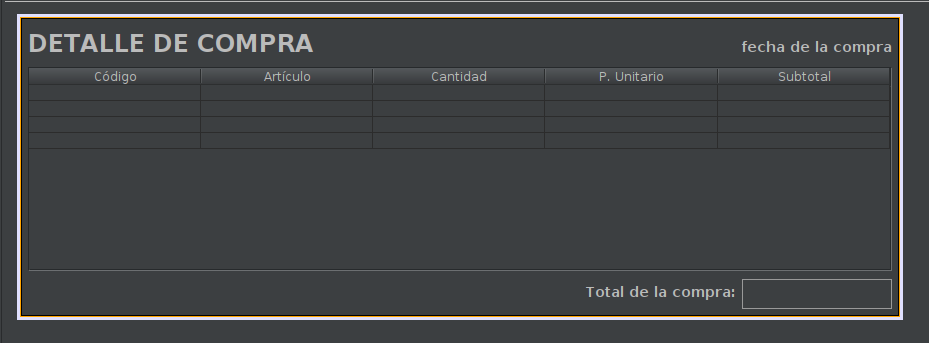 DETALLE DE COMPRA
fecha de la compra
Código Artículo Cantidad P. Unitario Subtotal
Total de la compra: